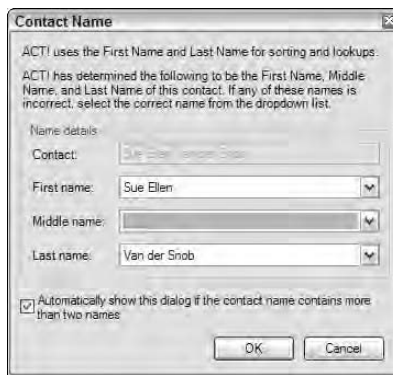 Contact Name
ACT! uses the First Name and Last Name for sorting and lookups.
ACT! has determined the following to be the First Name, Middle
Name, and Last Name of this contact. If any of these names is
incorrect, select the correct name from the dropdown list.
Name details
Contact:
First name: Sue Ellen
Middle name:
Last name: Van der Snob
Automatically show this dialog if the contact name contains more
than two names
OK Cancel